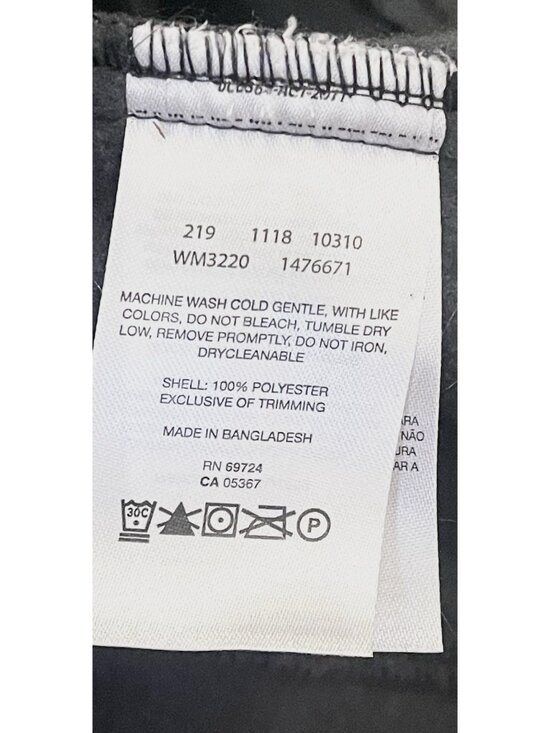 219 1118 10310
WM3220 1476671
MACHINE WASH COLD GENTLE, WITH LIKE
COLORS, DO NOT BLEACH, TUMBLE DRY
LOW, REMOVE PROMPTLY, DO NOT IRON,
DRYCLEANABLE
SHELL: 100% POLYESTER
EXCLUSIVE OF TRIMMING
MADE IN BANGLADESH
RN 69724
CA 05367
30C
P
NÃO